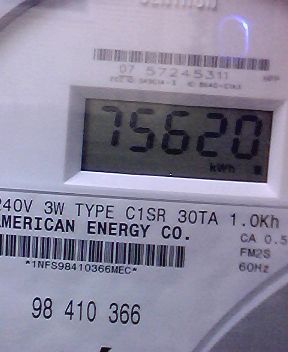 CENTRON
07 57245311
75620
kWh
240V 3W TYPE C1SR 30TA 1.0Kh
AMERICAN ENERGY CO.
CA 0.5
FM2S
60Hz
*1NFS98410366MEC*
98 410 366